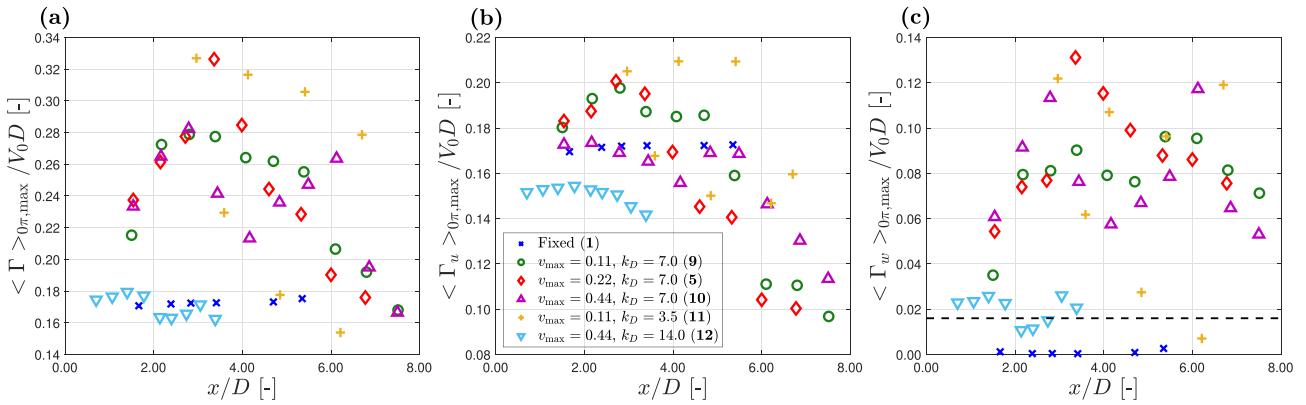 (a)
0.34
0.32
0.30
0.28
0.26
0.24
0.22
0.20
0.18
0.16
0.14
0.00 2.00 4.00 6.00 8.00
x/D [-]
< Γ >0π,max /V0D [-]
(b)
0.22
0.20
0.18
0.16
0.14
0.12
0.10
0.08
0.00 2.00 4.00 6.00 8.00
x/D [-]
< Γu >0π,max /V0D [-]
Fixed (1)
vmax = 0.11, kD = 7.0 (9)
vmax = 0.22, kD = 7.0 (5)
vmax = 0.44, kD = 7.0 (10)
vmax = 0.11, kD = 3.5 (11)
vmax = 0.44, kD = 14.0 (12)
(c)
0.14
0.12
0.10
0.08
0.06
0.04
0.02
0.00
0.00 2.00 4.00 6.00 8.00
x/D [-]
< Γw >0π,max /V0D [-]